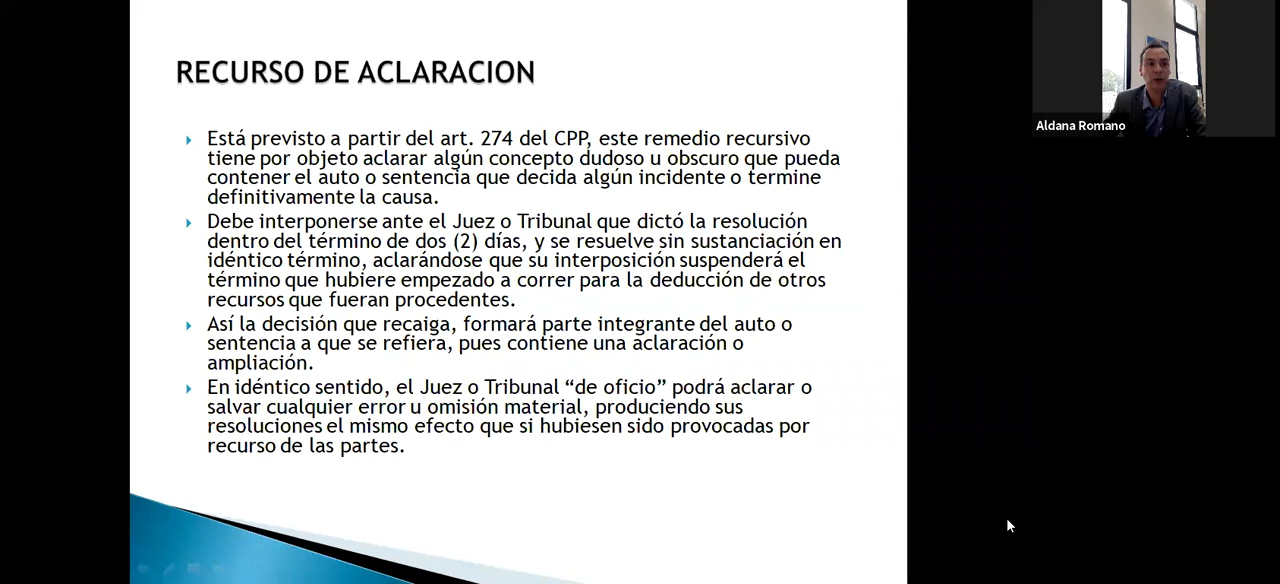 RECURSO DE ACLARACION
Está previsto a partir del art. 274 del CPP, este remedio recursivo
tiene por objeto aclarar algún concepto dudoso u obscuro que pueda
contener el auto o sentencia que decida algún incidente o termine
definitivamente la causa.
Debe interponerse ante el Juez o Tribunal que dictó la resolución
dentro del término de dos (2) días, y se resuelve sin sustanciación en
idéntico término, aclarándose que su interposición suspenderá el
término que hubiere empezado a correr para la deducción de otros
recursos que fueran procedentes.
Así la decisión que recaiga, formará parte integrante del auto o
sentencia a que se refiera, pues contiene una aclaración o
ampliación.
En idéntico sentido, el Juez o Tribunal “de oficio” podrá aclarar o
salvar cualquier error u omisión material, produciendo sus
resoluciones el mismo efecto que si hubiesen sido provocadas por
recurso de las partes.
Aldana Romano